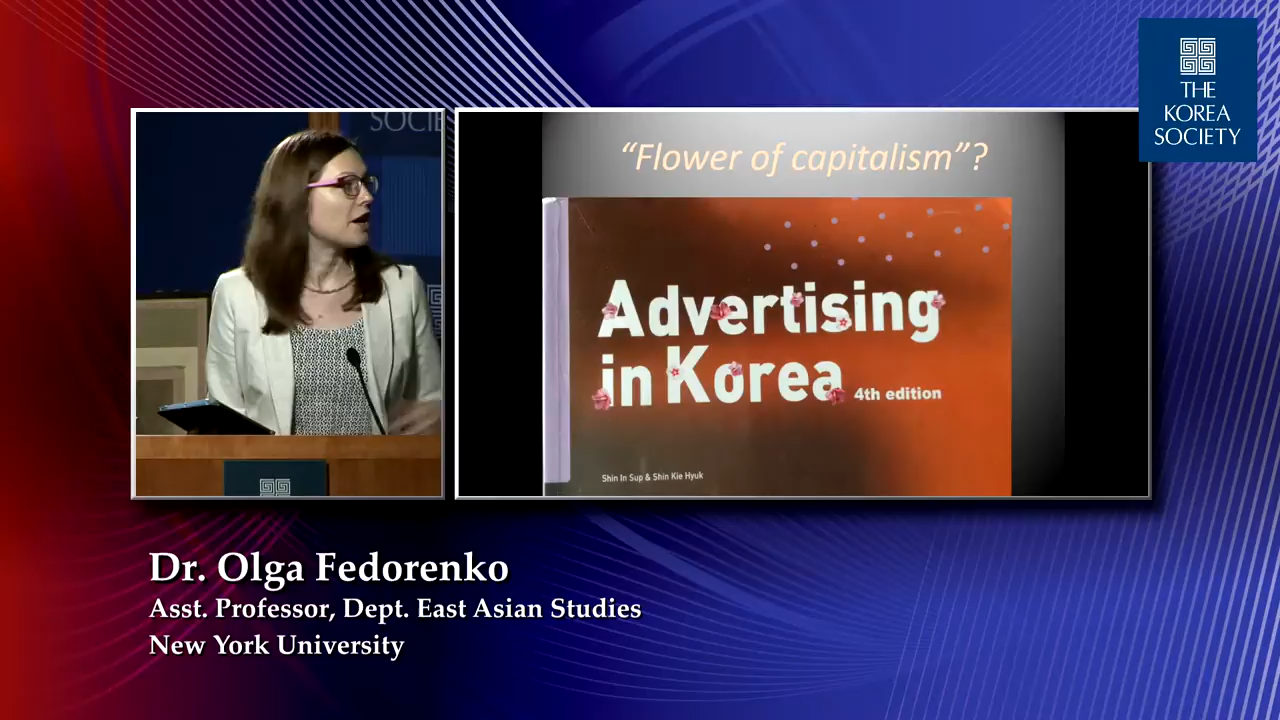 THE
KOREA
SOCIETY
SOCIE
“Flower of capitalism”?
Advertising
in Korea 4th edition
Shin In Sup & Shin Kie Hyuk
Dr. Olga Fedorenko
Asst. Professor, Dept. East Asian Studies
New York University